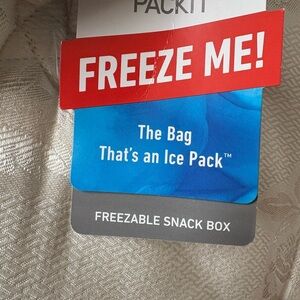 PACKIT
FREEZE ME!
The Bag
That's an Ice Pack™
FREEZABLE SNACK BOX